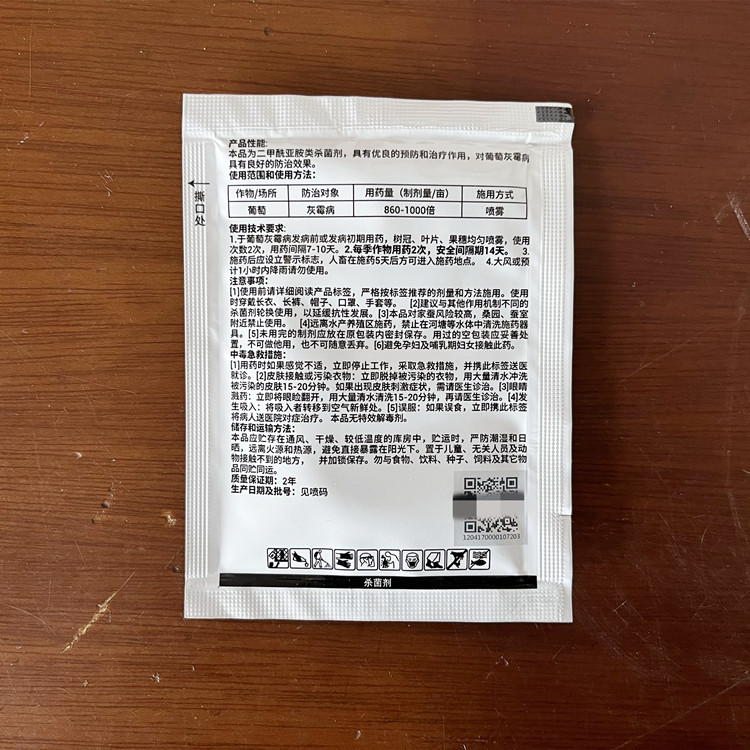 产品性能:
本品为二甲酰亚胺类杀菌剂，具有优良的预防和治疗作用，对葡萄灰霉病
具有良好的防治效果。
使用范围和使用方法：
作物/场所 防治对象 用药量（制剂量/亩） 施用方式
葡萄 灰霉病 860-1000倍 喷雾
撕口处
使用技术要求:
1.于葡萄灰霉病发病前或发病初期用药，树冠、叶片、果穗均匀喷雾，使用
次数2次，用药间隔7-10天。2.每季作物用药2次，安全间隔期14天。 3.
施药后应设立警示标志，人畜在施药5天后方可进入施药地点。 4.大风或预
计1小时内降雨请勿使用。
注意事项：
[1]使用前请详细阅读产品标签，严格按标签推荐的剂量和方法施用。使用
时穿戴长衣、长裤、帽子、口罩、手套等。 [2]建议与其他作用机制不同的
杀菌剂轮换使用，以延缓抗性发展。[3]本品对家蚕风险较高，桑园、蚕室
附近禁止使用。 [4]远离水产养殖区施药，禁止在河塘等水体中清洗施药器
具。[5]未用完的制剂应放在原包装内密封保存。用过的空包装应妥善处
置，不可做他用，也不可随意丢弃。[6]避免孕妇及哺乳期妇女接触此药。
中毒急救措施：
[1]用药时如果感觉不适，立即停止工作，采取急救措施，并携此标签送医
就诊。[2]皮肤接触或污染衣物：立即脱掉被污染的衣物，用大量清水冲洗
被污染的皮肤15-20分钟。如果出现皮肤刺激症状，需请医生诊治。[3]眼睛
溅药：立即将眼睑翻开，用大量清水清洗15-20分钟，再请医生诊治。[4]发
生吸入：将吸入者转移到空气新鲜处。[5]误服：如果误食，立即携此标签
将病人送医院对症治疗。 本品无特效解毒剂。
储存和运输方法：
本品应贮存在通风、干燥、较低温度的库房中，贮运时，严防潮湿和日
晒，远离火源和热源，避免直接暴露在阳光下。置于儿童、无关人员及动
物接触不到的地方， 并加锁保存。勿与食物、饮料、种子、饲料及其它物
品同贮同运。
质量保证期：2年
生产日期及批号：见喷码
1204170000107203
杀菌剂